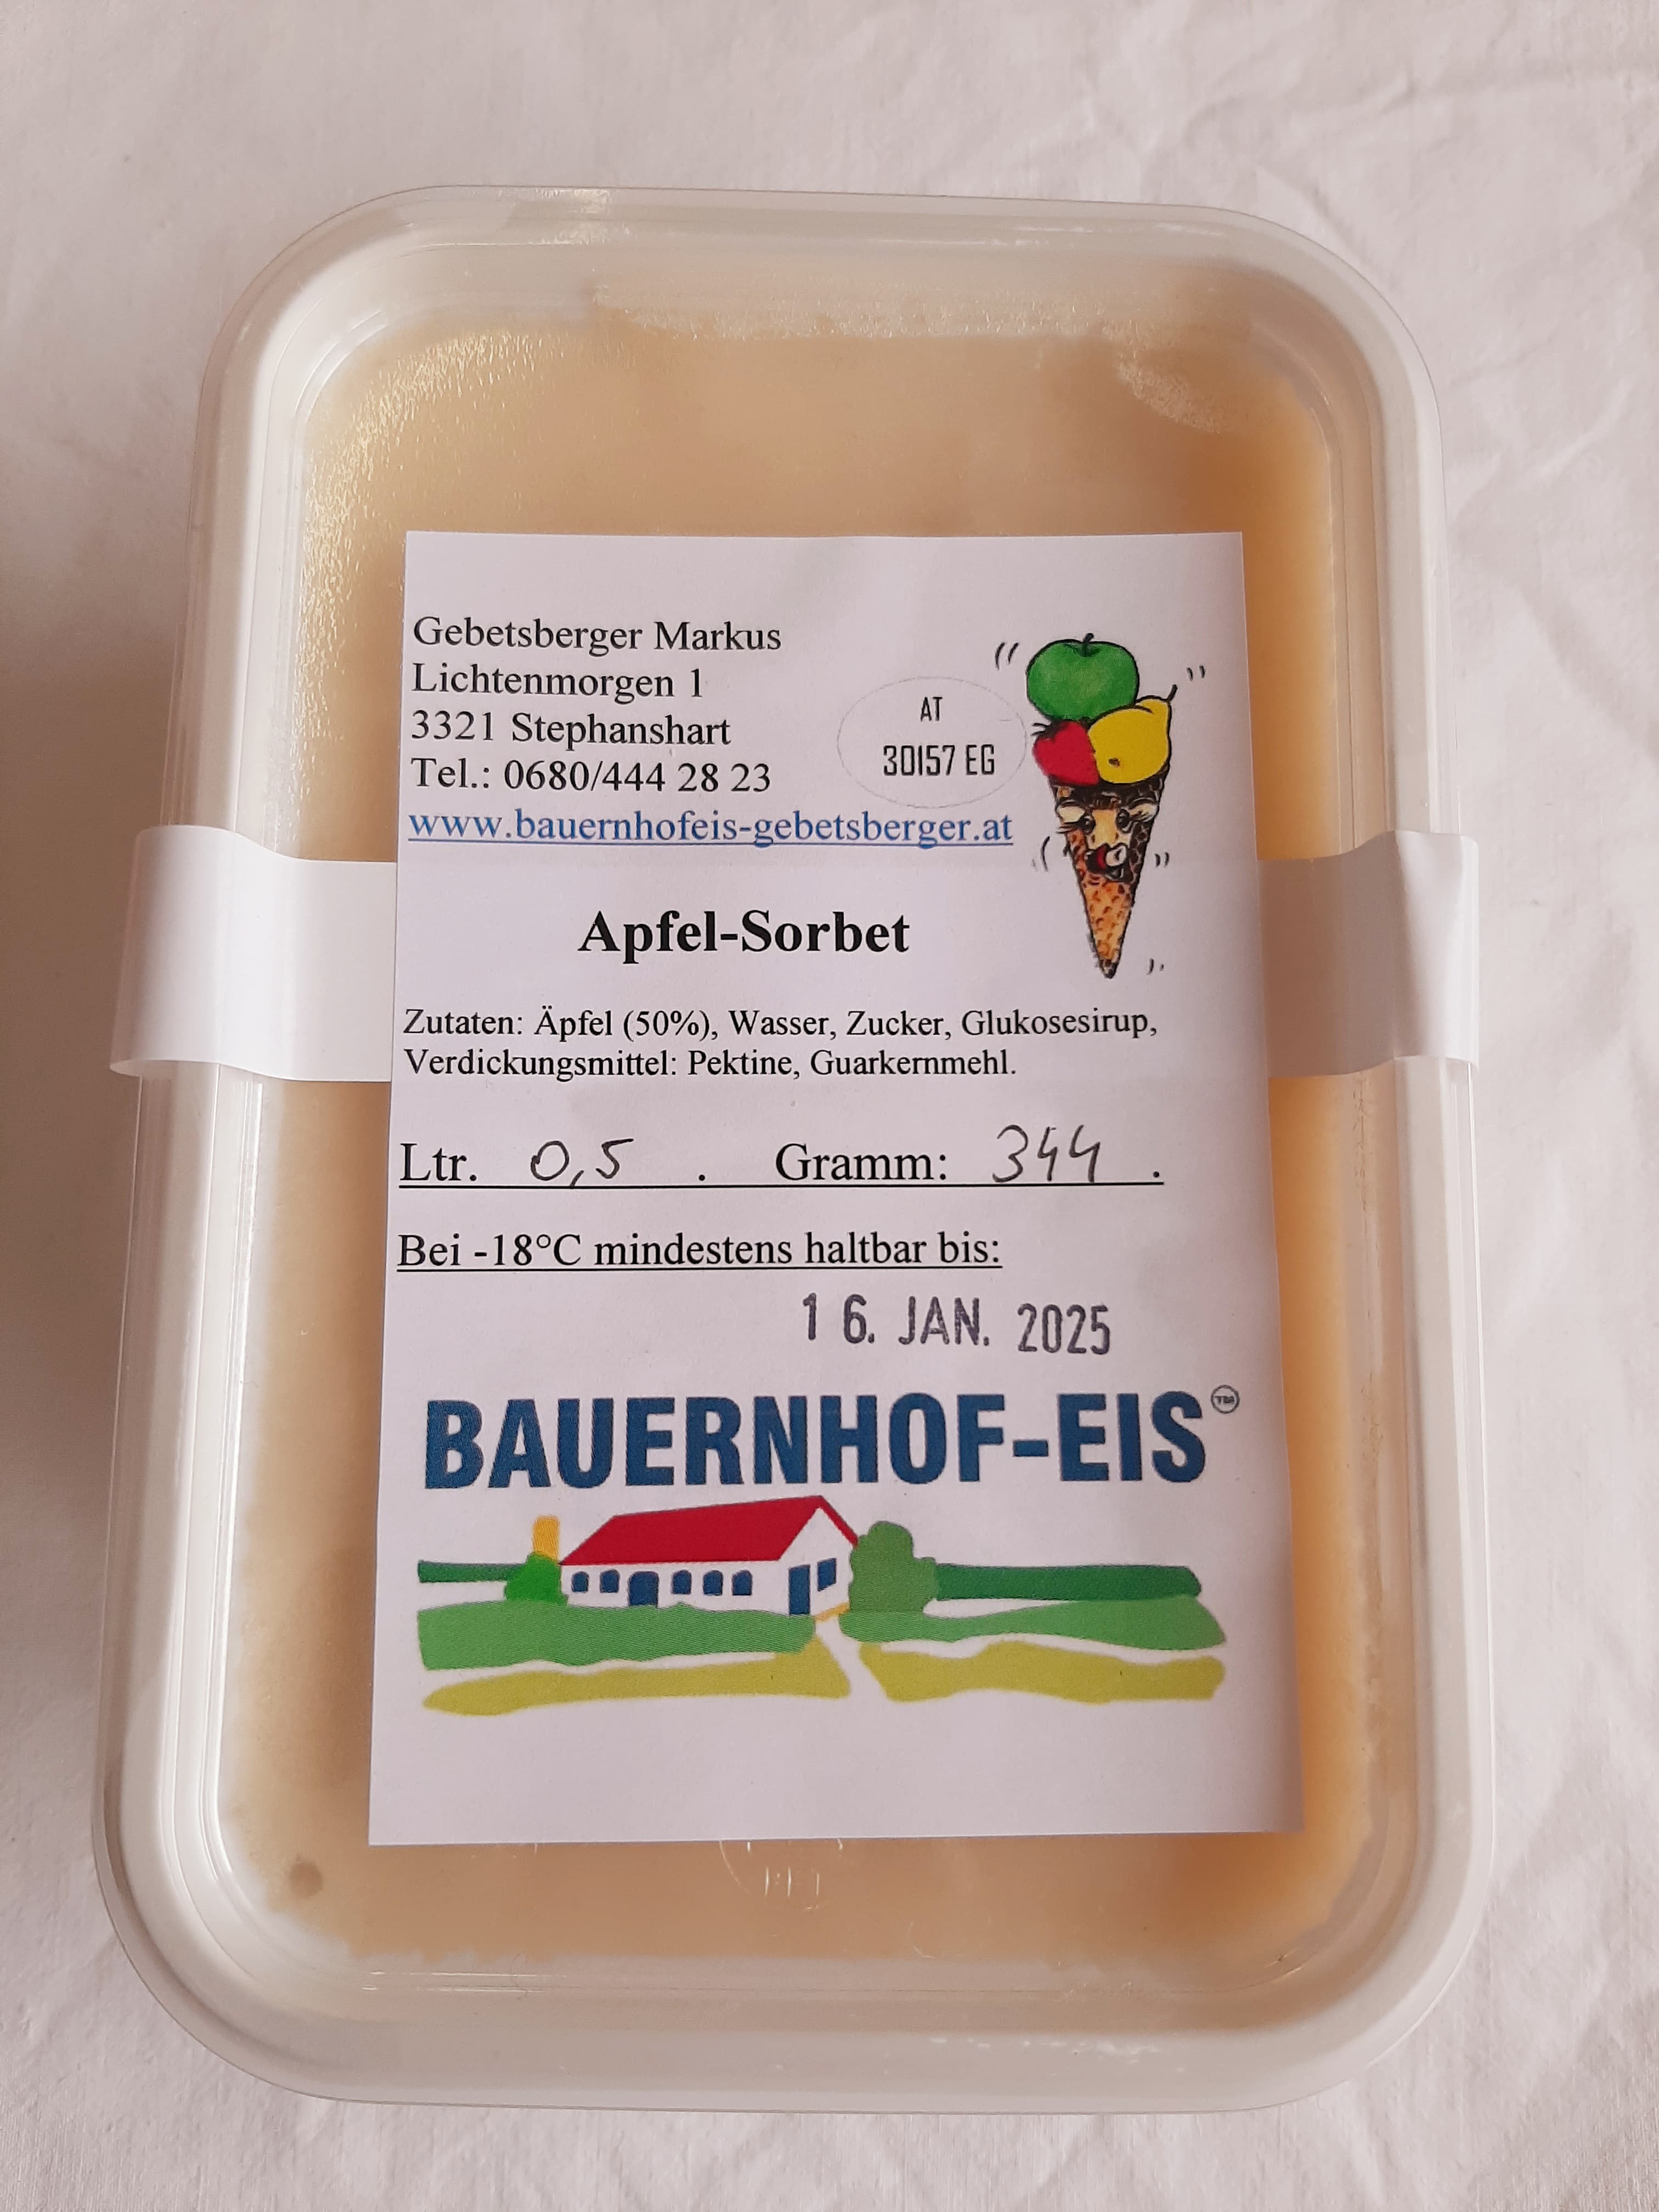 Gebetsberger Markus
Lichtenmorgen 1
3321 Stephanshart
Tel.: 0680/444 28 23
www.bauernhofeis-gebetsberger.at
AT
30157 EG
Apfel-Sorbet
Zutaten: Äpfel (50%), Wasser, Zucker, Glukosesirup,
Verdickungsmittel: Pektine, Guarkernmehl.
Ltr. 0,5 . Gramm: 344 .
Bei -18°C mindestens haltbar bis:
16. JAN. 2025
BAUERNHOF-EIS